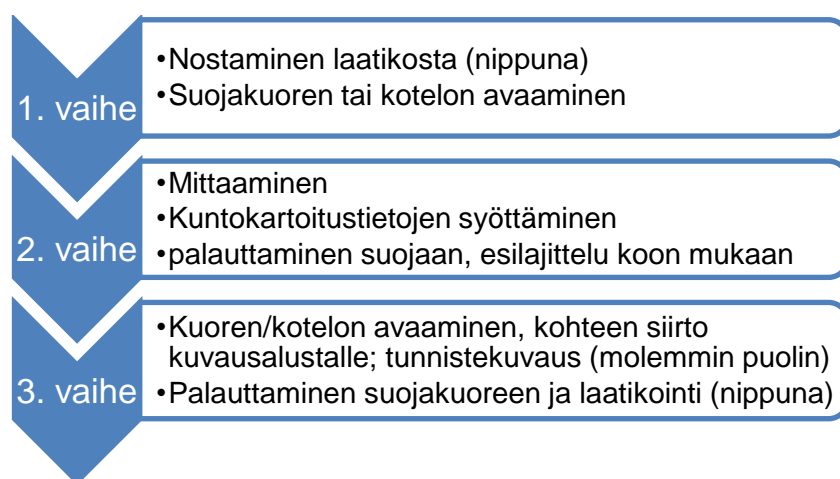 1. vaihe
•Nostaminen laatikosta (nippuna)
•Suojakuoren tai kotelon avaaminen
2. vaihe
•Mittaaminen
•Kuntokartoitustietojen syöttäminen
•palauttaminen suojaan, esilajittelu koon mukaan
3. vaihe
•Kuoren/kotelon avaaminen, kohteen siirto
kuvausalustalle; tunnistekuvaus (molemmin puolin)
•Palauttaminen suojakuoreen ja laatikointi (nippuna)